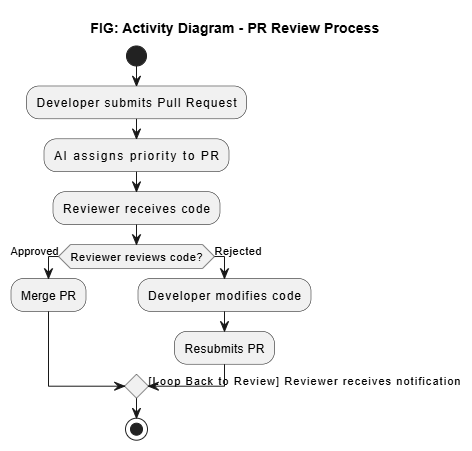 FIG: Activity Diagram - PR Review Process
Developer submits Pull Request
AI assigns priority to PR
Reviewer receives code
Approved
Reviewer reviews code?
Rejected
Merge PR
Developer modifies code
Resubmits PR
[Loop Back to Review] Reviewer receives notification